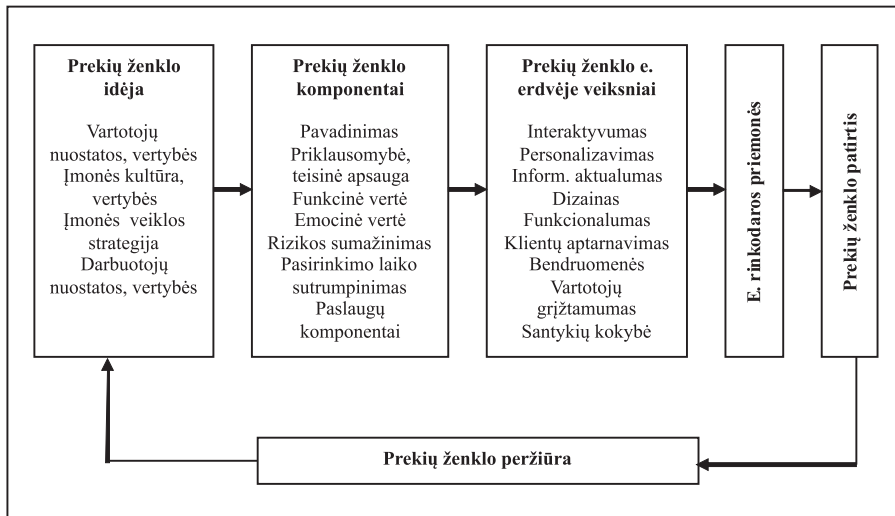 Prekių ženklo
idėja
Vartotojų
nuostatos, vertybės
Įmonės kultūra,
vertybės
Įmonės veiklos
strategija
Darbuotojų
nuostatos, vertybės
Prekių ženklo
komponentai
Pavadinimas
Priklausomybė,
teisinė apsauga
Funkcinė vertė
Emocinė vertė
Rizikos sumažinimas
Pasirinkimo laiko
sutrumpinimas
Paslaugų
komponentai
Prekių ženklo e.
erdvėje veiksniai
Interaktyvumas
Personalizavimas
Inform. aktualumas
Dizainas
Funkcionalumas
Klientų aptarnavimas
Bendruomenės
Vartotojų
grįžtamumas
Santykių kokybė
E. rinkodaros priemonės
Prekių ženklo patirtis
Prekių ženklo peržiūra